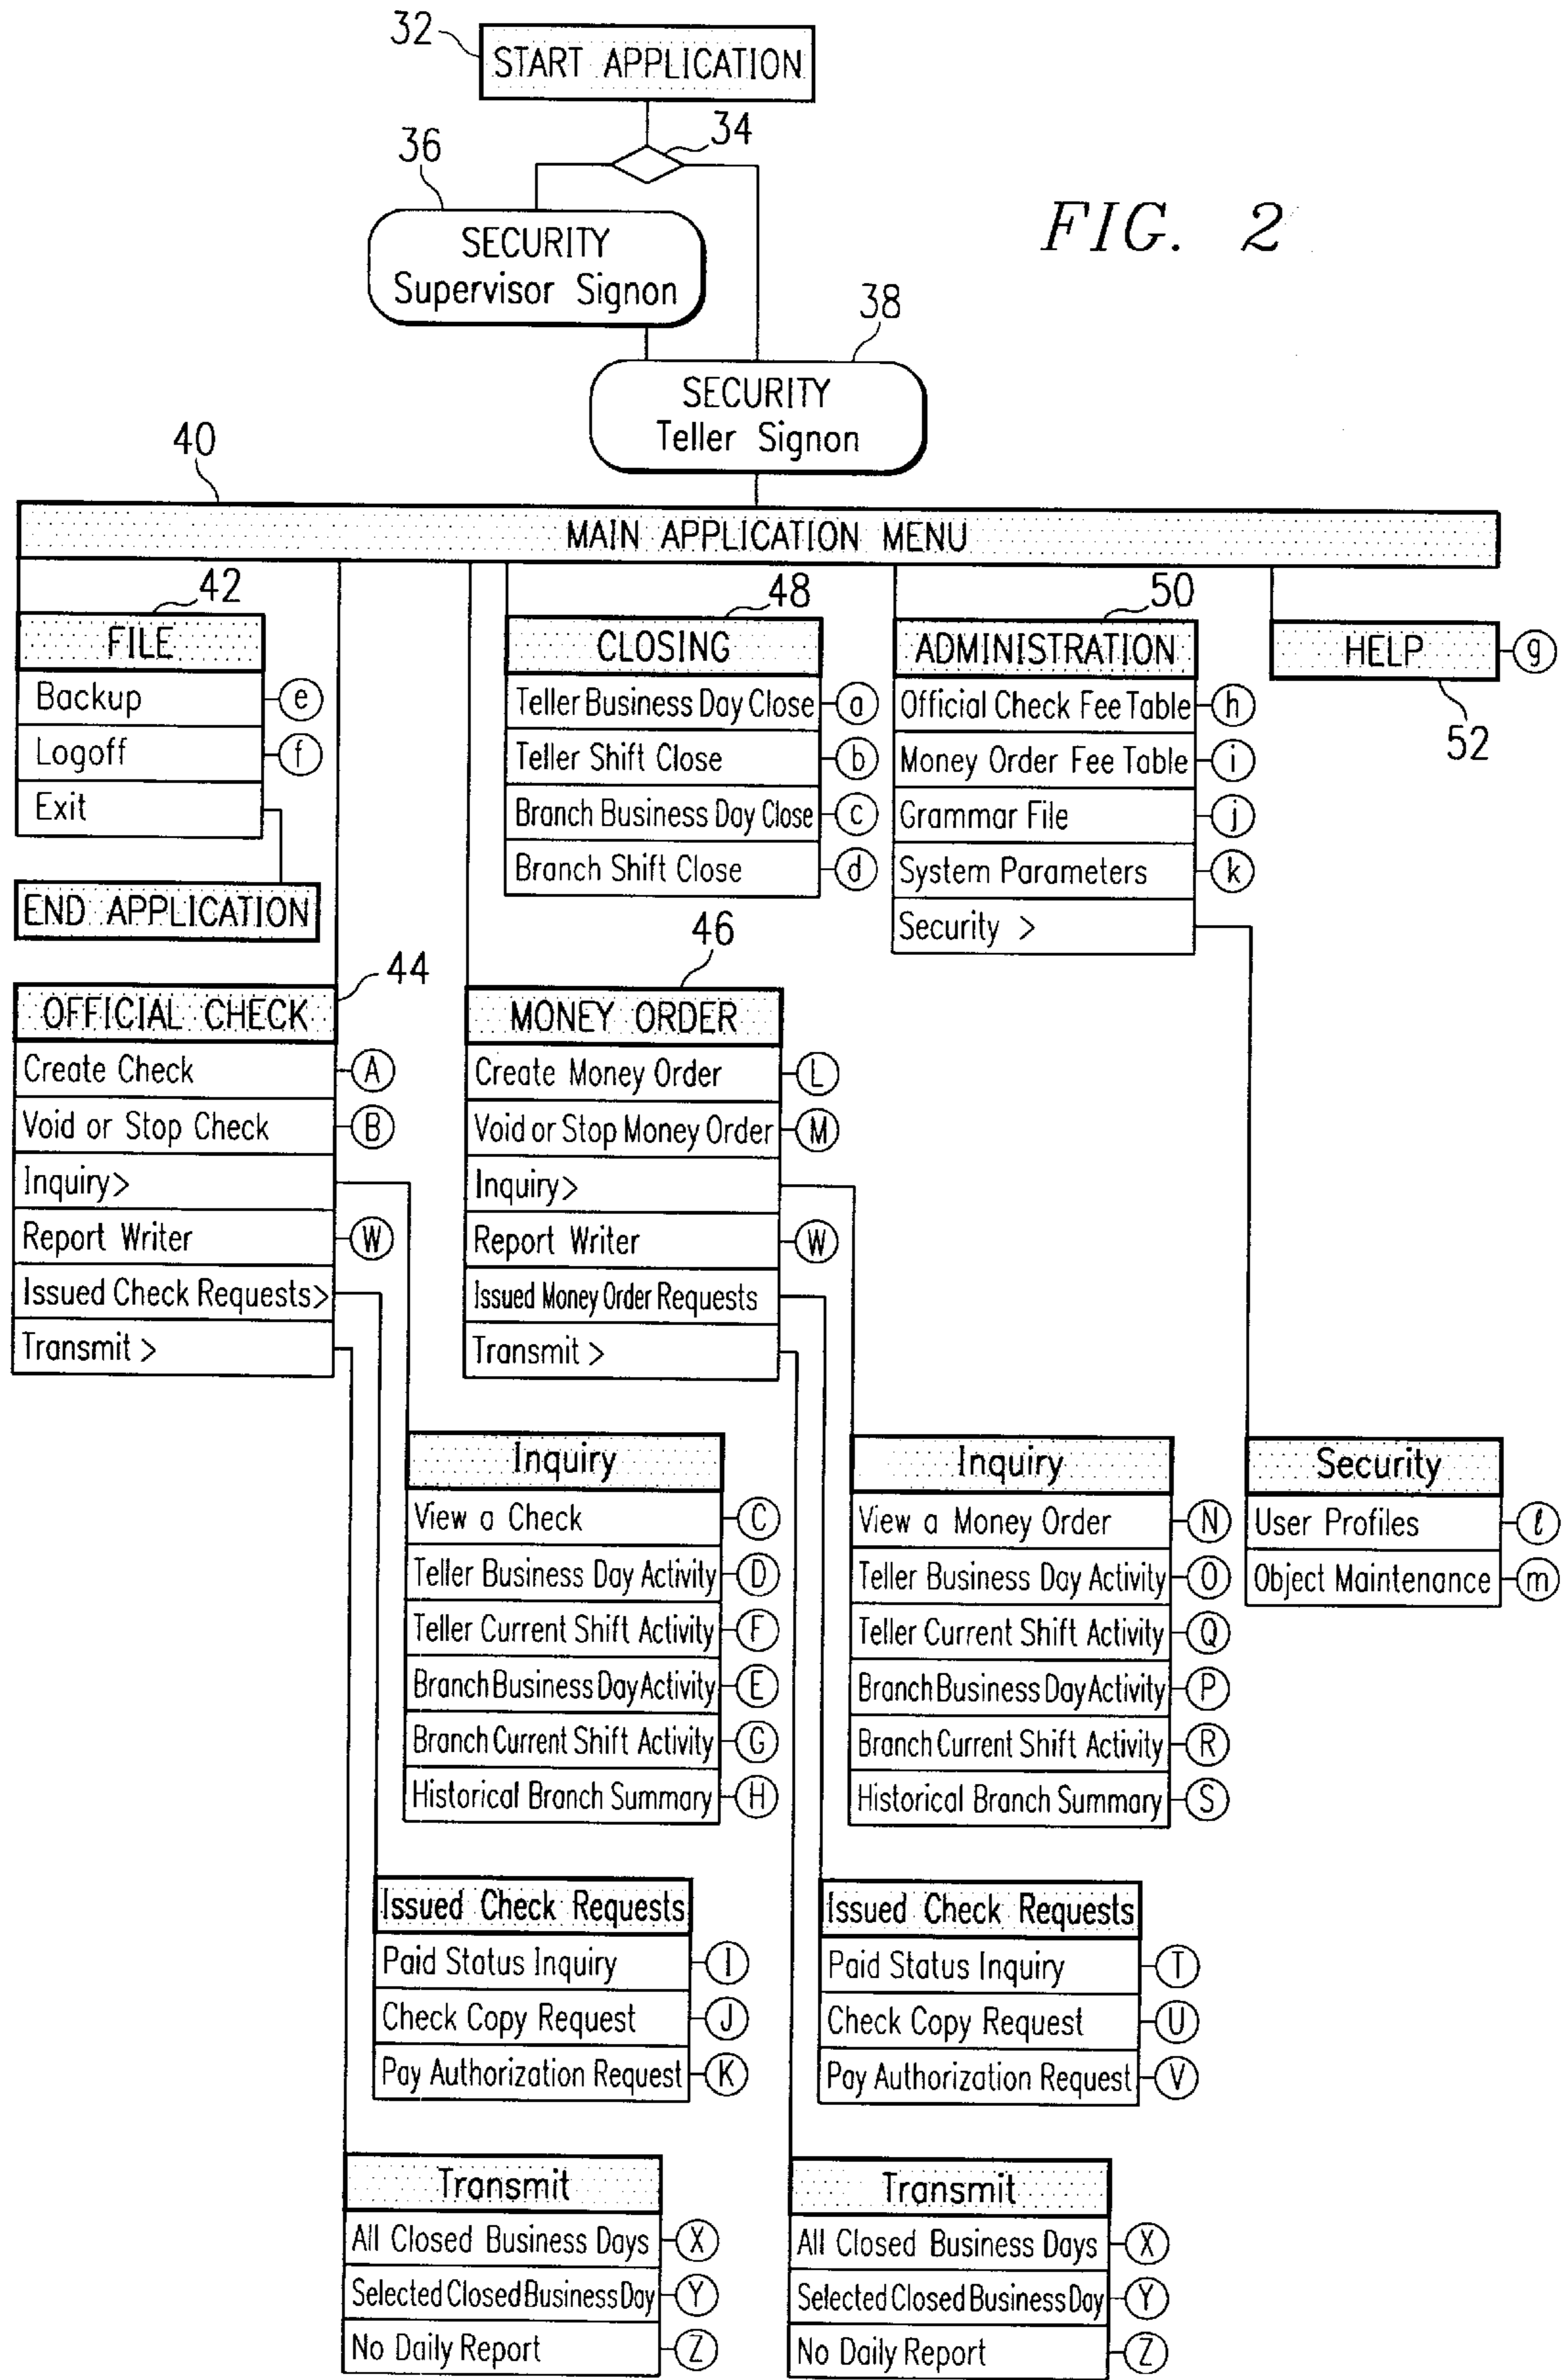 32
START APPLICATION
34
36
SECURITY
Supervisor Signon
FIG. 2
38
SECURITY
Teller Signon
40
MAIN APPLICATION MENU
42
FILE
Backup e
Logoff f
Exit
END APPLICATION
48
CLOSING
Teller Business Day Close a
Teller Shift Close b
Branch Business Day Close c
Branch Shift Close d
50
ADMINISTRATION
Official Check Fee Table h
Money Order Fee Table i
Grammar File j
System Parameters k
Security >
HELP g
52
44
OFFICIAL CHECK
Create Check A
Void or Stop Check B
Inquiry>
Report Writer W
Issued Check Requests>
Transmit >
46
MONEY ORDER
Create Money Order L
Void or Stop Money Order M
Inquiry>
Report Writer W
Issued Money Order Requests
Transmit >
Inquiry
View a Check C
Teller Business Day Activity D
Teller Current Shift Activity F
Branch Business Day Activity E
Branch Current Shift Activity G
Historical Branch Summary H
Inquiry
View a Money Order N
Teller Business Day Activity O
Teller Current Shift Activity Q
Branch Business Day Activity P
Branch Current Shift Activity R
Historical Branch Summary S
Security
User Profiles ℓ
Object Maintenance m
Issued Check Requests
Paid Status Inquiry I
Check Copy Request J
Pay Authorization Request K
Issued Check Requests
Paid Status Inquiry T
Check Copy Request U
Pay Authorization Request V
Transmit
All Closed Business Days X
Selected Closed Business Day Y
No Daily Report Z
Transmit
All Closed Business Days X
Selected Closed Business Day Y
No Daily Report Z